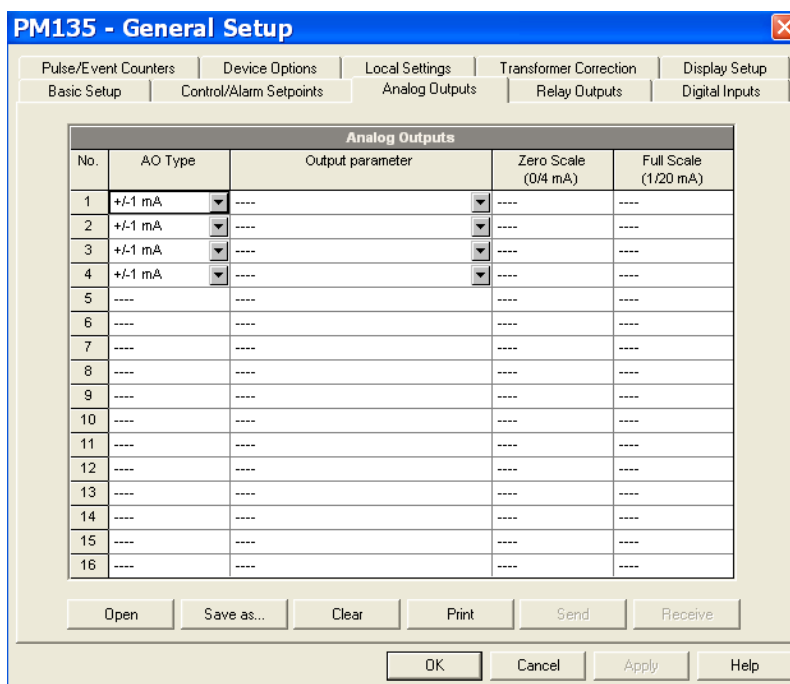 PM135 - General Setup
Pulse/Event Counters Device Options Local Settings Transformer Correction Display Setup
Basic Setup Control/Alarm Setpoints Analog Outputs Relay Outputs Digital Inputs
Analog Outputs
No. AO Type Output parameter Zero Scale (0/4 mA) Full Scale (1/20 mA)
1 +/-1 mA ---- ---- ----
2 +/-1 mA ---- ---- ----
3 +/-1 mA ---- ---- ----
4 +/-1 mA ---- ---- ----
5 ---- ---- ---- ----
6 ---- ---- ---- ----
7 ---- ---- ---- ----
8 ---- ---- ---- ----
9 ---- ---- ---- ----
10 ---- ---- ---- ----
11 ---- ---- ---- ----
12 ---- ---- ---- ----
13 ---- ---- ---- ----
14 ---- ---- ---- ----
15 ---- ---- ---- ----
16 ---- ---- ---- ----
Open Save as... Clear Print Send Receive
OK Cancel Apply Help